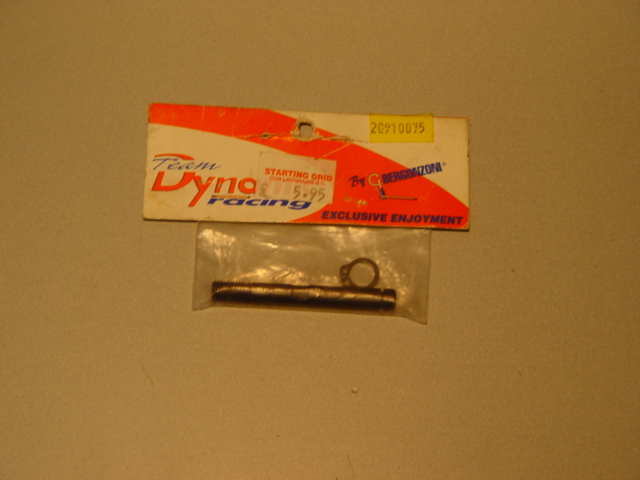 20910075
Team
Dyna
racing
STARTING GRID
5.95
By BERGONZONI
EXCLUSIVE ENJOYMENT